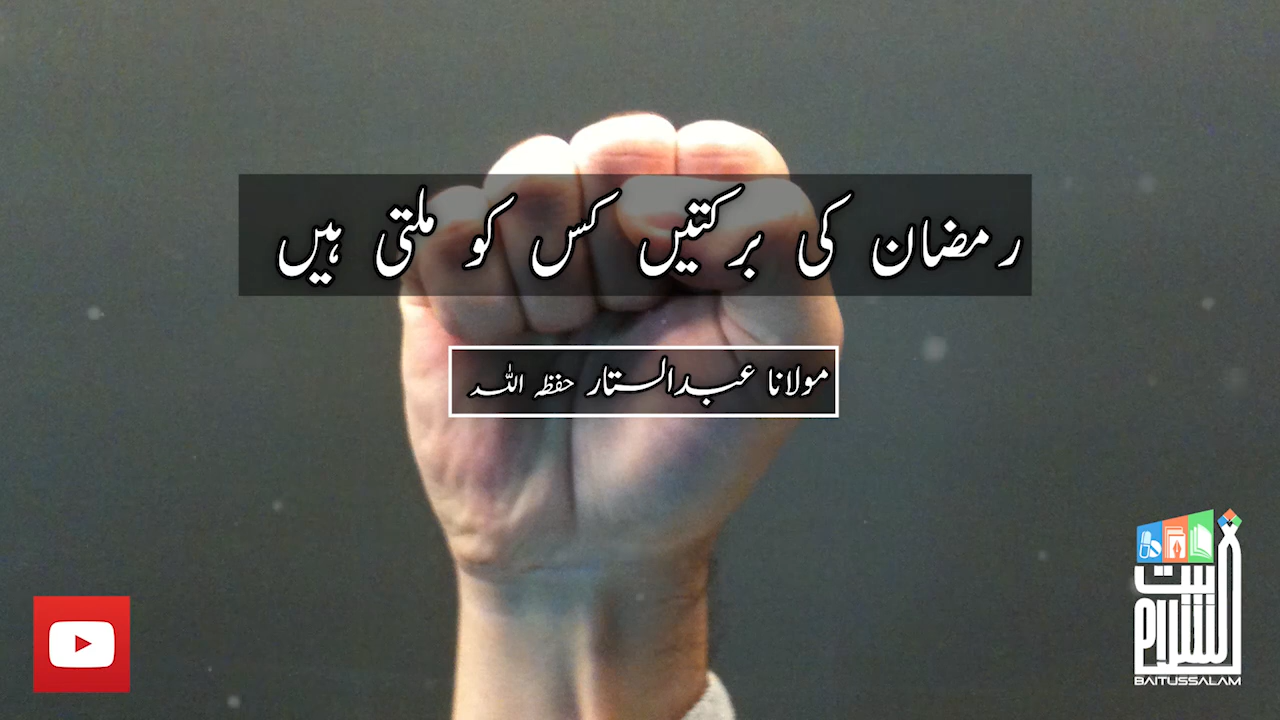 رمضان کی برکتیں کس کو ملتی ہیں
مولانا عبدالستار حفظہ اللہ
بیت السلام
BAITUSSALAM